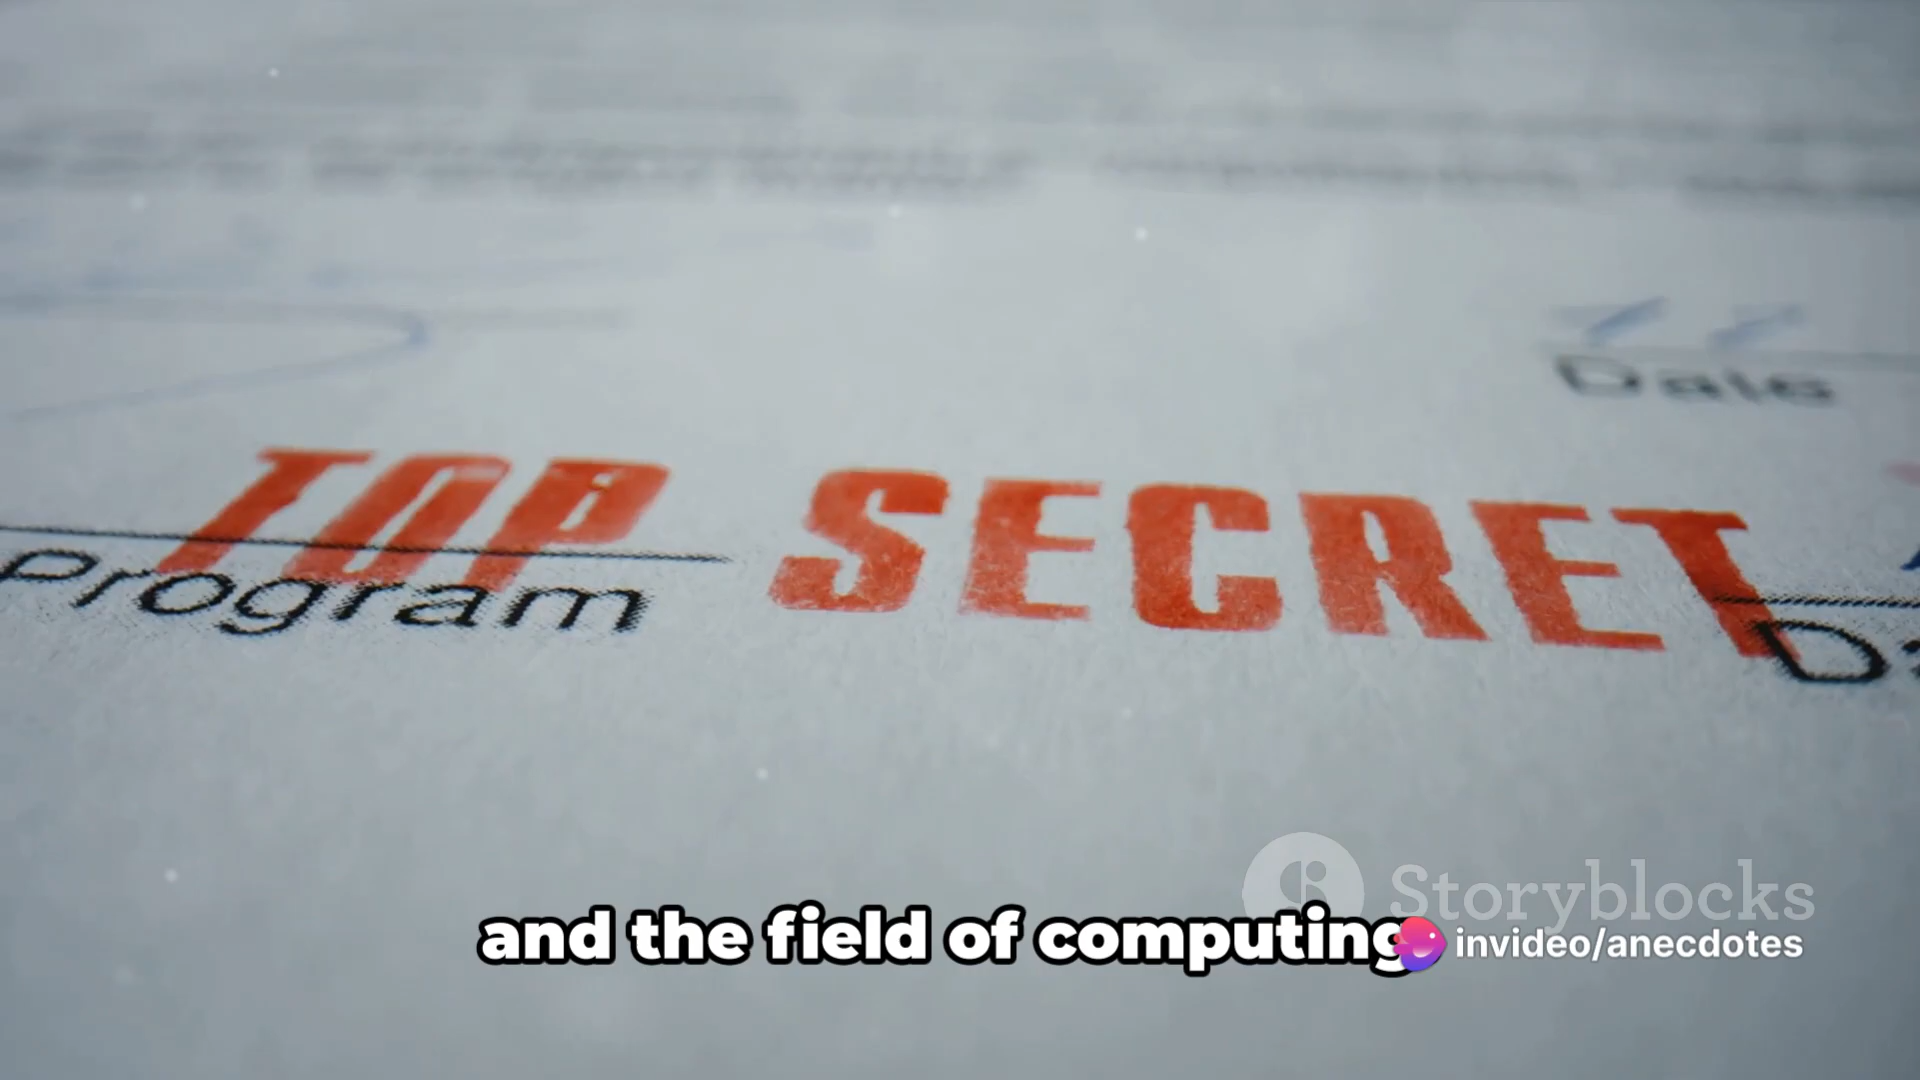 Date
TOP SECRET
Program
Storyblocks
and the field of computing
invideo/anecdotes